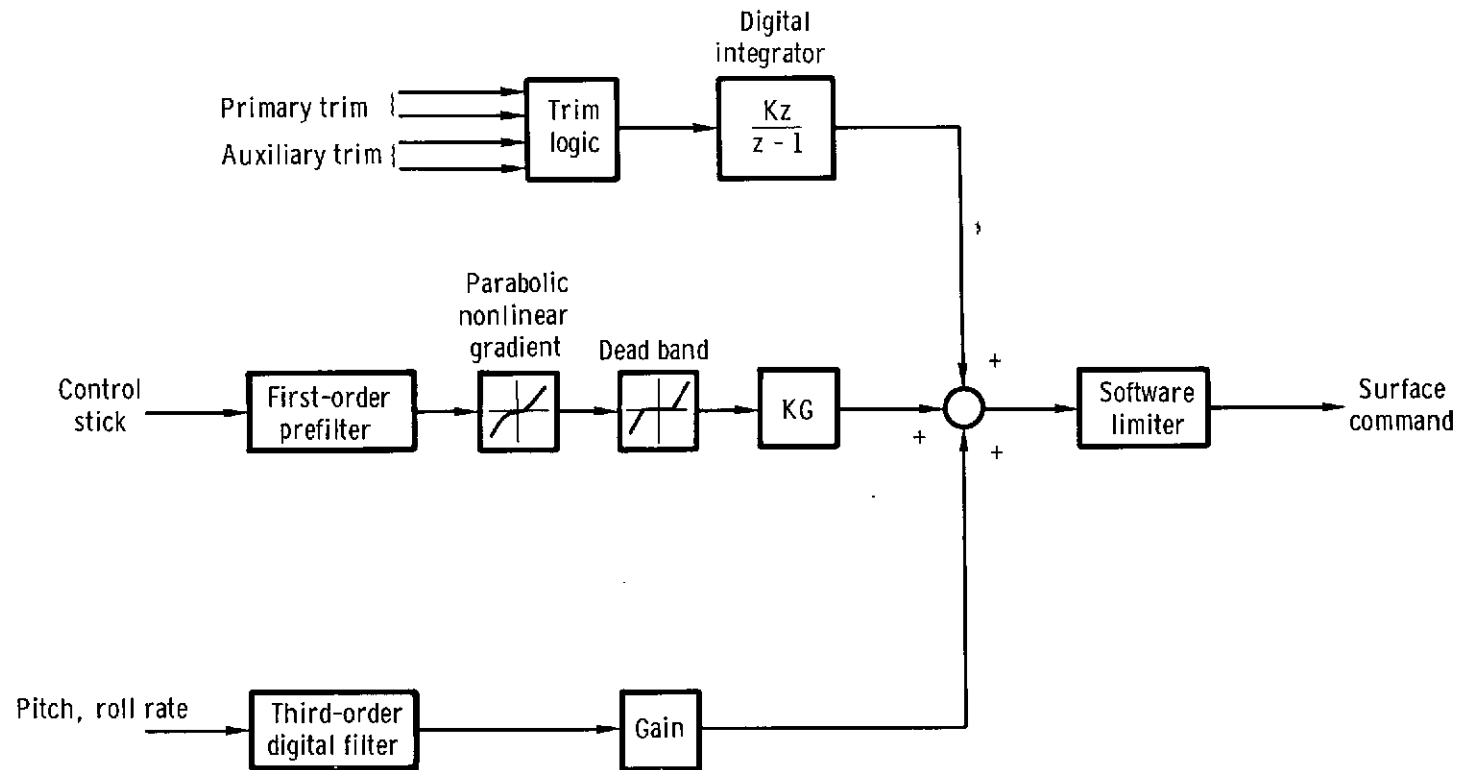 Digital
integrator
Primary trim
Auxiliary trim
Trim
logic
Kz
z - 1
Parabolic
nonlinear
gradient
Dead band
Control
stick
First-order
prefilter
KG
+
+
+
Software
limiter
Surface
command
Pitch, roll rate
Third-order
digital filter
Gain